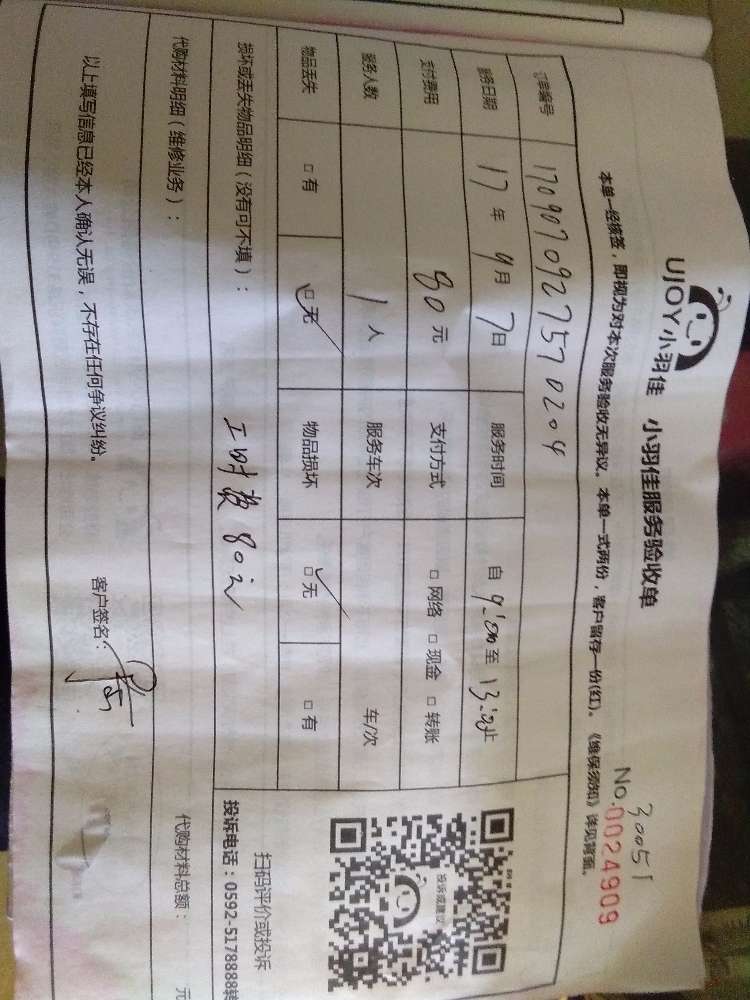 UJOY小羽佳 小羽佳服务验收单
30051
No.0024909
本单一经核签，即视为对本次服务验收无异议。本单一式两份，客户留存一份(红)。《维保须知》详见背面。
订单编号 1709070927570204
服务日期 17年9月7日 服务时间 自9:00至13:00止
支付费用 80元 支付方式 □网络 □现金 □转账
服务人数 1人 服务车次 车/次
物品丢失 □有 □无 物品损坏 □无 □有
损坏或丢失物品明细（没有可不填）：
工时费80元
代购材料明细（维修业务）：
代购材料总额： 元
以上填写信息已经本人确认无误，不存在任何争议纠纷。
客户签名：
投诉或建议
扫码评价或投诉
投诉电话：0592-5178888转